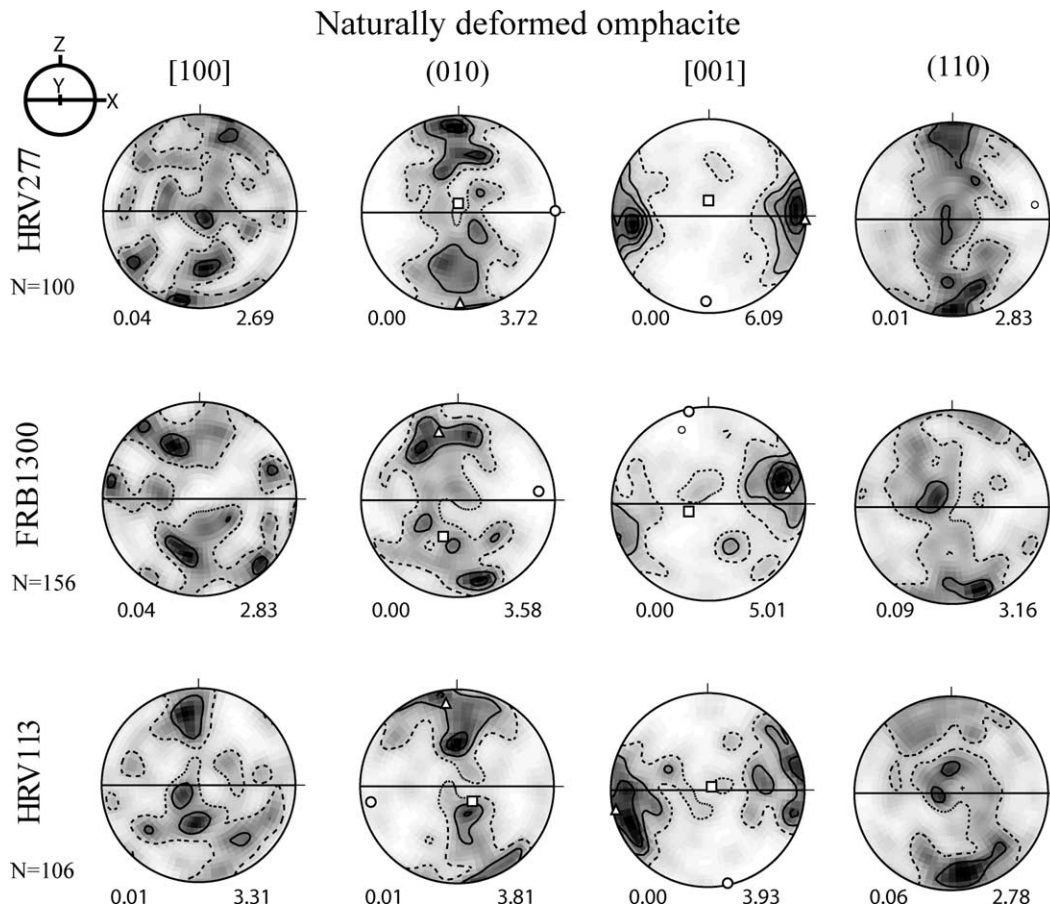 Naturally deformed omphacite
Z
Y
X
[100] (010) [001] (110)
HRV277
N=100
0.04 2.69 0.00 3.72 0.00 6.09 0.01 2.83
FRB1300
N=156
0.04 2.83 0.00 3.58 0.00 5.01 0.09 3.16
HRV113
N=106
0.01 3.31 0.01 3.81 0.00 3.93 0.06 2.78